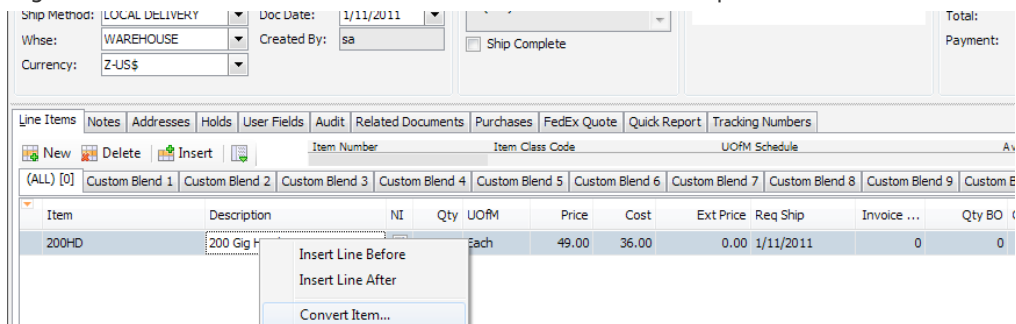 Ship Method: LOCAL DELIVERY Doc Date: 1/11/2011 Total:
Whse: WAREHOUSE Created By: sa Ship Complete Payment:
Currency: Z-US$
Line Items Notes Addresses Holds User Fields Audit Related Documents Purchases FedEx Quote Quick Report Tracking Numbers
New Delete Insert Item Number Item Class Code UOfM Schedule
(ALL) [0] Custom Blend 1 Custom Blend 2 Custom Blend 3 Custom Blend 4 Custom Blend 5 Custom Blend 6 Custom Blend 7 Custom Blend 8 Custom Blend 9 Custom
Item Description NI Qty UOfM Price Cost Ext Price Req Ship Invoice ... Qty BO
200HD 200 Gig Each 49.00 36.00 0.00 1/11/2011 0 0
Insert Line Before
Insert Line After
Convert Item...